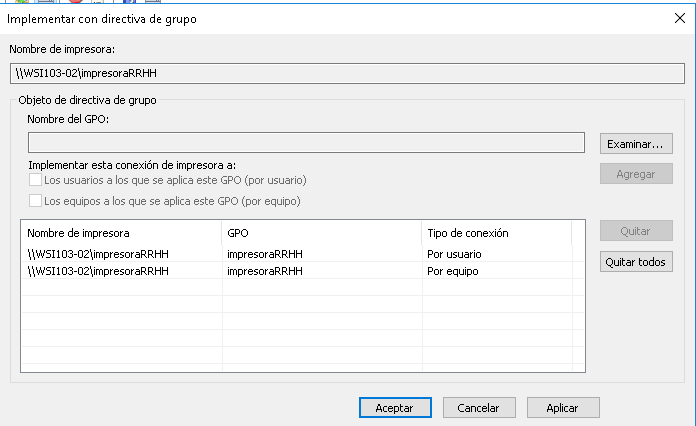 Implementar con directiva de grupo
Nombre de impresora:
\\WSI103-02\impresoraRRHH
Objeto de directiva de grupo
Nombre del GPO:
Examinar...
Implementar esta conexión de impresora a:
Los usuarios a los que se aplica este GPO (por usuario)
Agregar
Los equipos a los que se aplica este GPO (por equipo)
Nombre de impresora GPO Tipo de conexión
Quitar
\\WSI103-02\impresoraRRHH impresoraRRHH Por usuario
Quitar todos
\\WSI103-02\impresoraRRHH impresoraRRHH Por equipo
Aceptar Cancelar Aplicar